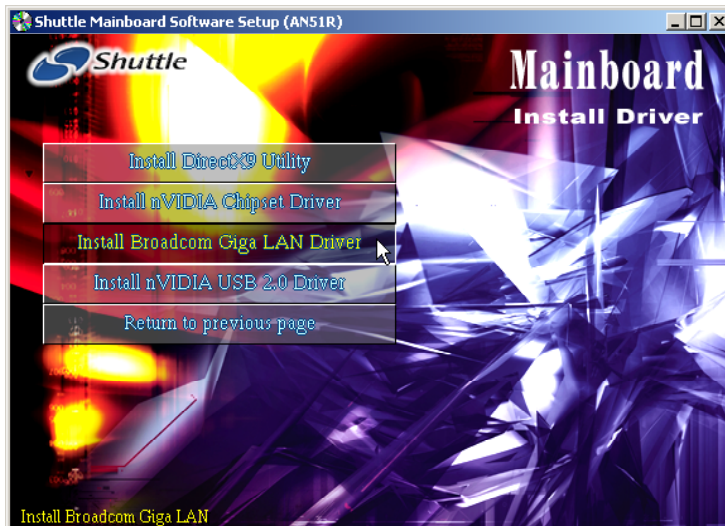 Shuttle Mainboard Software Setup (AN51R)
Shuttle
Mainboard
Install Driver
Install DirectX9 Utility
Install nVIDIA Chipset Driver
Install Broadcom Giga LAN Driver
Install nVIDIA USB 2.0 Driver
Return to previous page
Install Broadcom Giga LAN